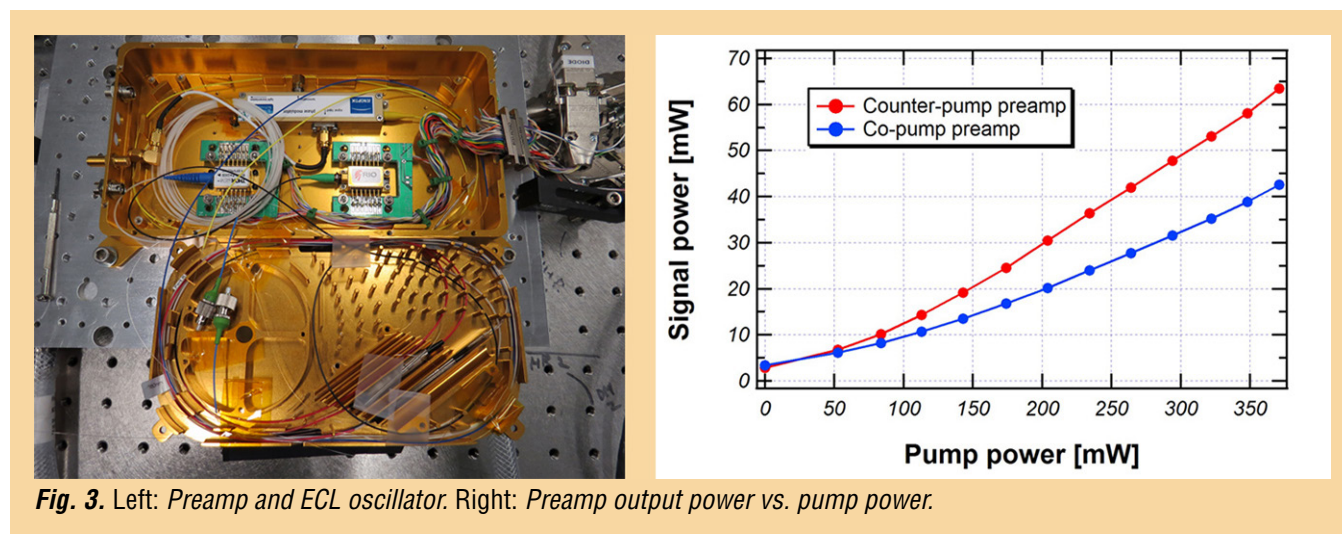 DIODE
70
60
50
40
30
20
10
0
Signal power [mW]
Counter-pump preamp
Co-pump preamp
0 50 100 150 200 250 300 350
Pump power [mW]
Fig. 3. Left: Preamp and ECL oscillator. Right: Preamp output power vs. pump power.